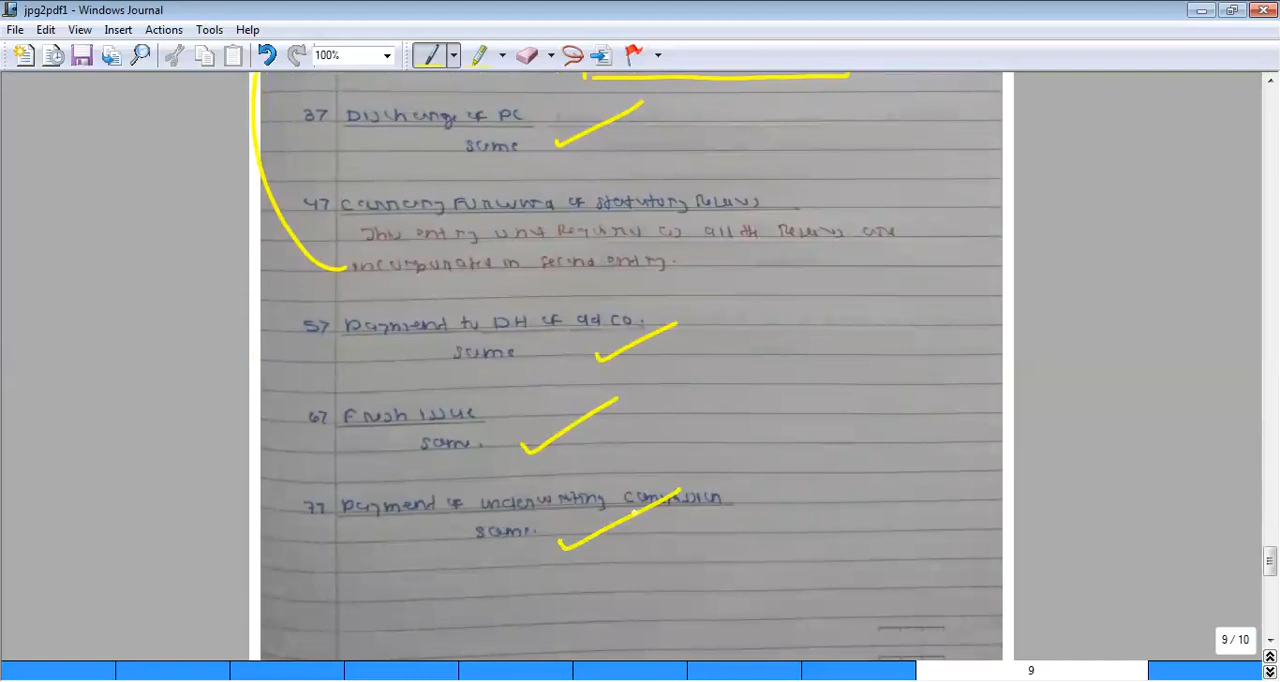 jpg2pdf1 - Windows Journal
File Edit View Insert Actions Tools Help
100%
37 Discharge of PC
same
47 Carrying Forward of statutory Reserves
This entry is not Required as all the Reserves are
incorporated in second entry.
57 Payment to DH of
Co.
same
67 Fresh Issue
same.
77 Payment of underwriting commission
same.
9 / 10
9